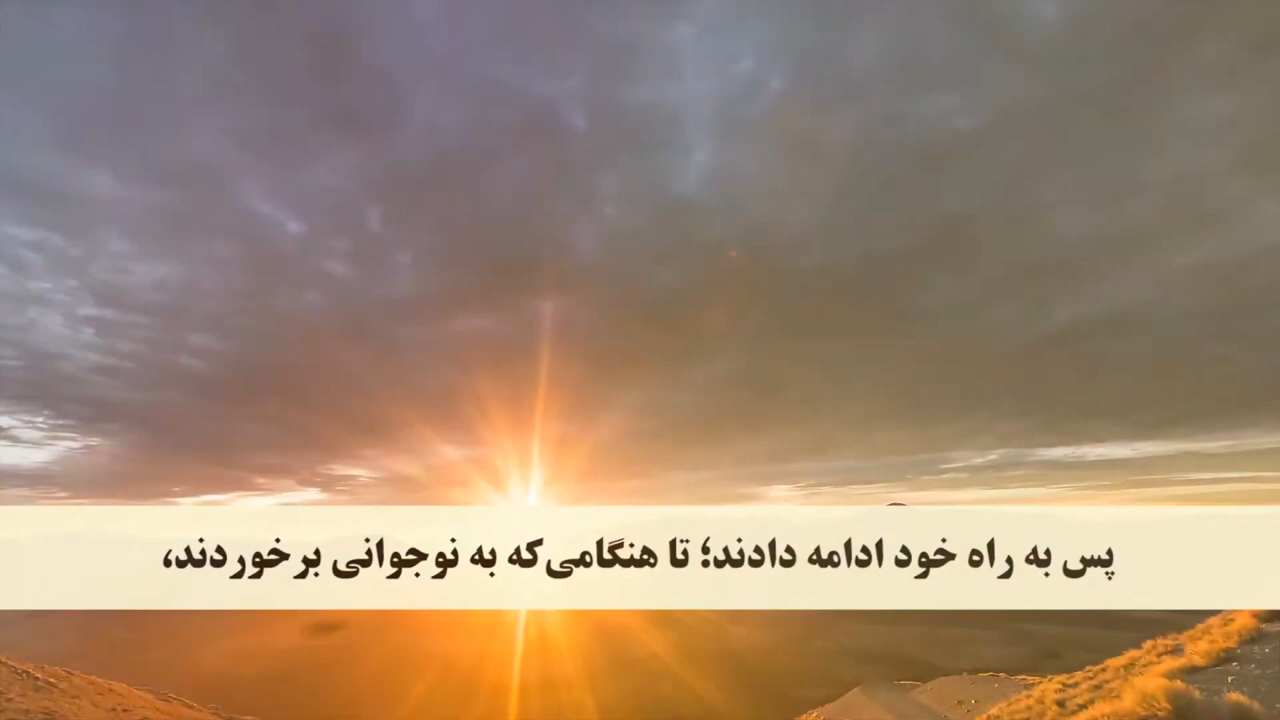 پس به راه خود ادامه دادند؛ تا هنگامی‌که به نوجوانی برخوردند،